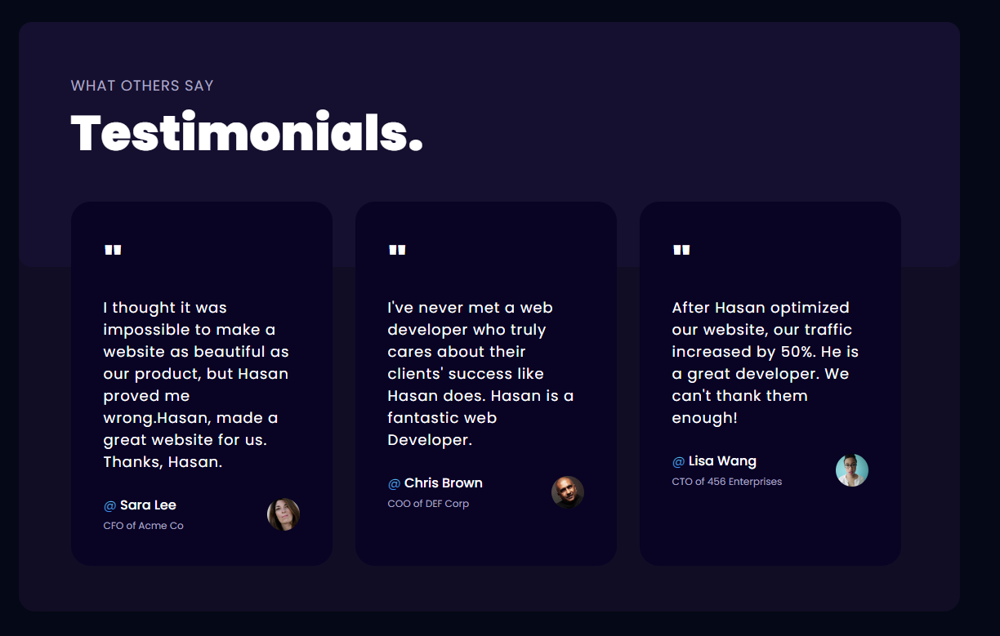 WHAT OTHERS SAY
Testimonials.
"
I thought it was
impossible to make a
website as beautiful as
our product, but Hasan
proved me
wrong.Hasan, made a
great website for us.
Thanks, Hasan.
@ Sara Lee
CFO of Acme Co
"
I've never met a web
developer who truly
cares about their
clients' success like
Hasan does. Hasan is a
fantastic web
Developer.
@ Chris Brown
COO of DEF Corp
"
After Hasan optimized
our website, our traffic
increased by 50%. He is
a great developer. We
can't thank them
enough!
@ Lisa Wang
CTO of 456 Enterprises